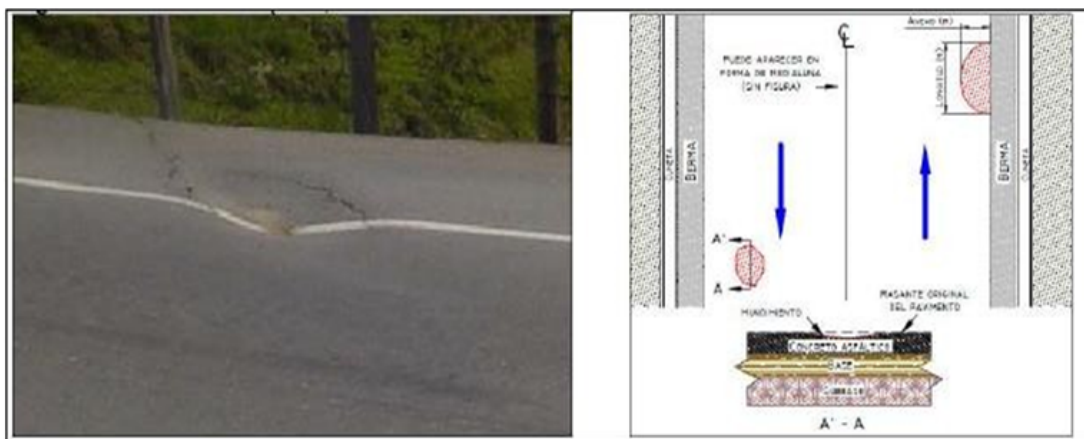 PUEDE APARECER EN
FORMA DE MEDIALUNA
(SIN FIGURA)
CL
ANCHO (m)
LONGITUD (m)
CUNETA
BERMA
BERMA
CUNETA
A'
A
HUNDIMIENTO
RASANTE ORIGINAL
DEL PAVIMENTO
CONCRETO ASFÁLTICO
BASE
SUBBASE
A' - A